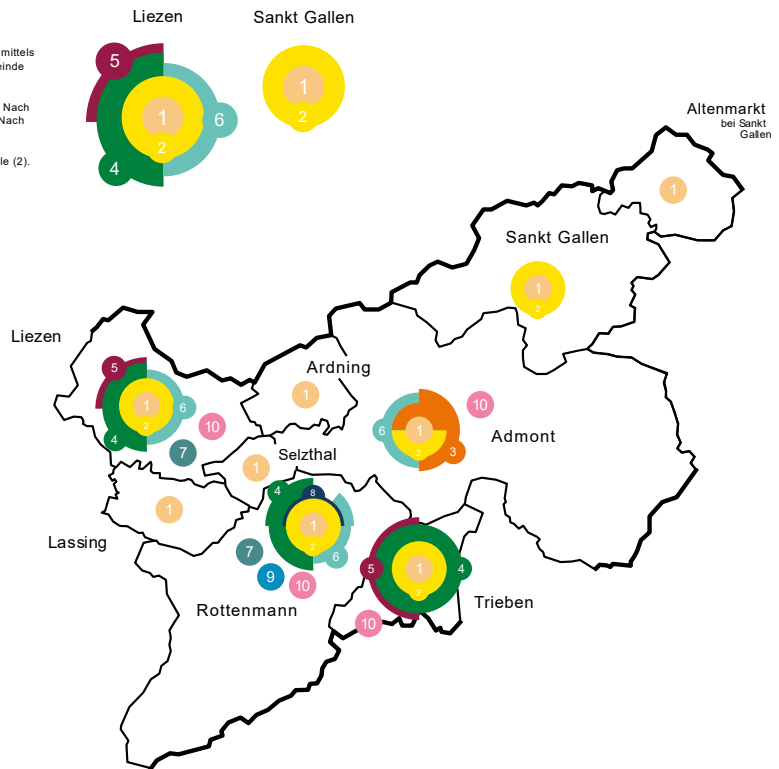 Liezen
Sankt Gallen
mittels
einde
Nach
Nach
le (2).
5
1
6
2
4
1
2
Altenmarkt
bei Sankt
Gallen
1
Sankt Gallen
1
2
Liezen
5
1
6
2
4
10
7
Ardning
1
10
6
1
2
3
Admont
Selzthal
1
Lassing
1
4
8
1
2
6
7
9
10
Rottenmann
5
1
4
2
Trieben
10